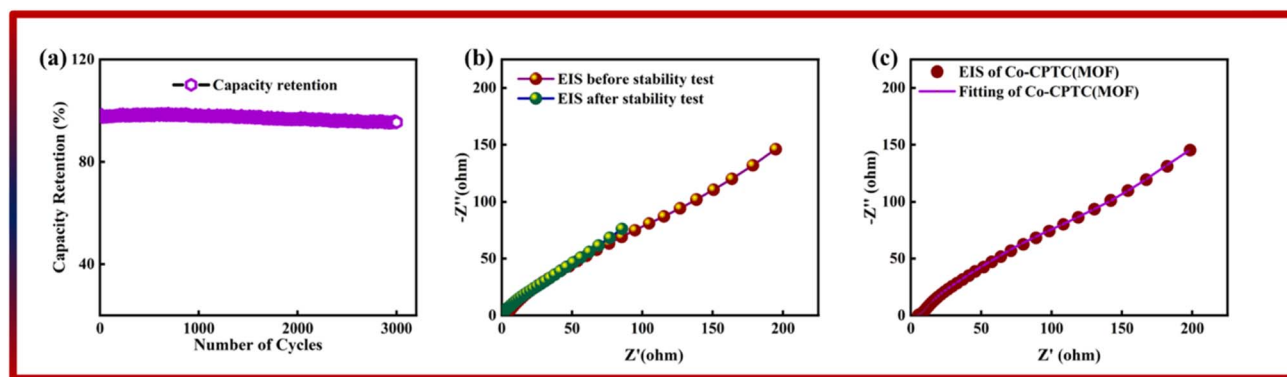 (a)
120
80
40
0
1000
2000
3000
Capacity Retention (%)
Number of Cycles
Capacity retention
(b)
EIS before stability test
EIS after stability test
200
150
100
50
0
0
50
100
150
200
-Z''(ohm)
Z'(ohm)
(c)
EIS of Co-CPTC(MOF)
Fitting of Co-CPTC(MOF)
200
150
100
50
0
0
50
100
150
200
-Z'' (ohm)
Z' (ohm)